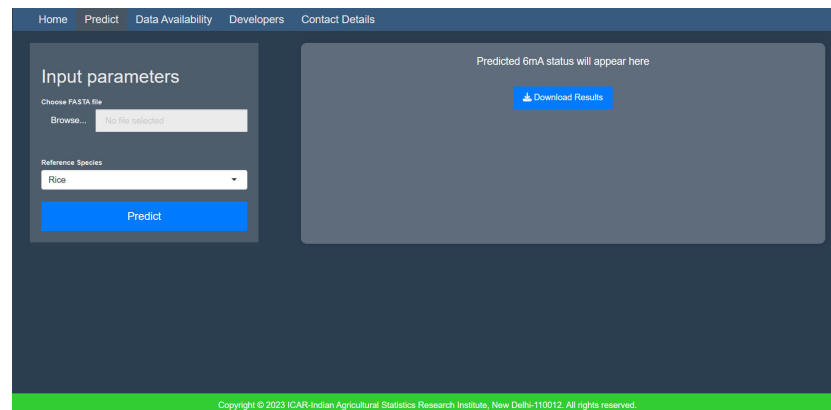 Home Predict Data Availability Developers Contact Details
Input parameters
Choose FASTA file
Browse... No file selected
Reference Species
Rice
Predict
Predicted 6mA status will appear here
Download Results
Copyright © 2023 ICAR-Indian Agricultural Statistics Research Institute, New Delhi-110012. All rights reserved.